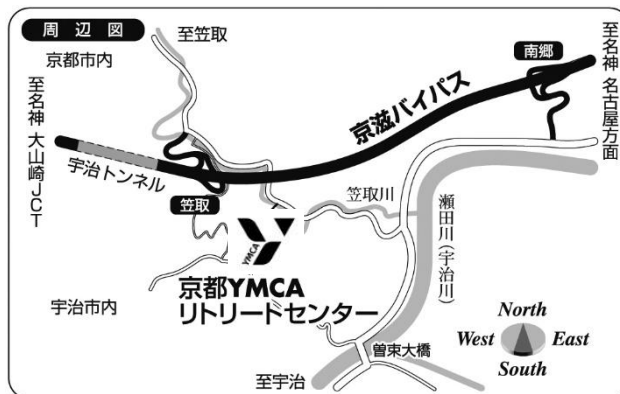 周辺図
至笠取
京都市内
至名神 大山崎JCT
宇治トンネル
笠取
京滋バイパス
南郷
至名神 名古屋方面
笠取川
瀬田川(宇治川)
YMCA
京都YMCA
リトリートセンター
宇治市内
曽束大橋
至宇治
North
West
East
South